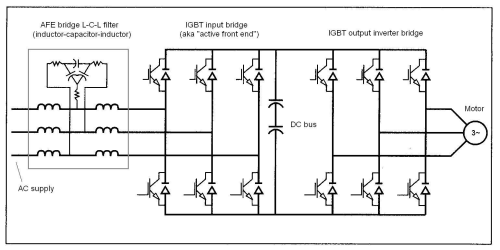 AFE bridge L-C-L filter
(inductor-capacitor-inductor)
IGBT input bridge
(aka "active front end")
IGBT output inverter bridge
DC bus
Motor
3~
AC supply